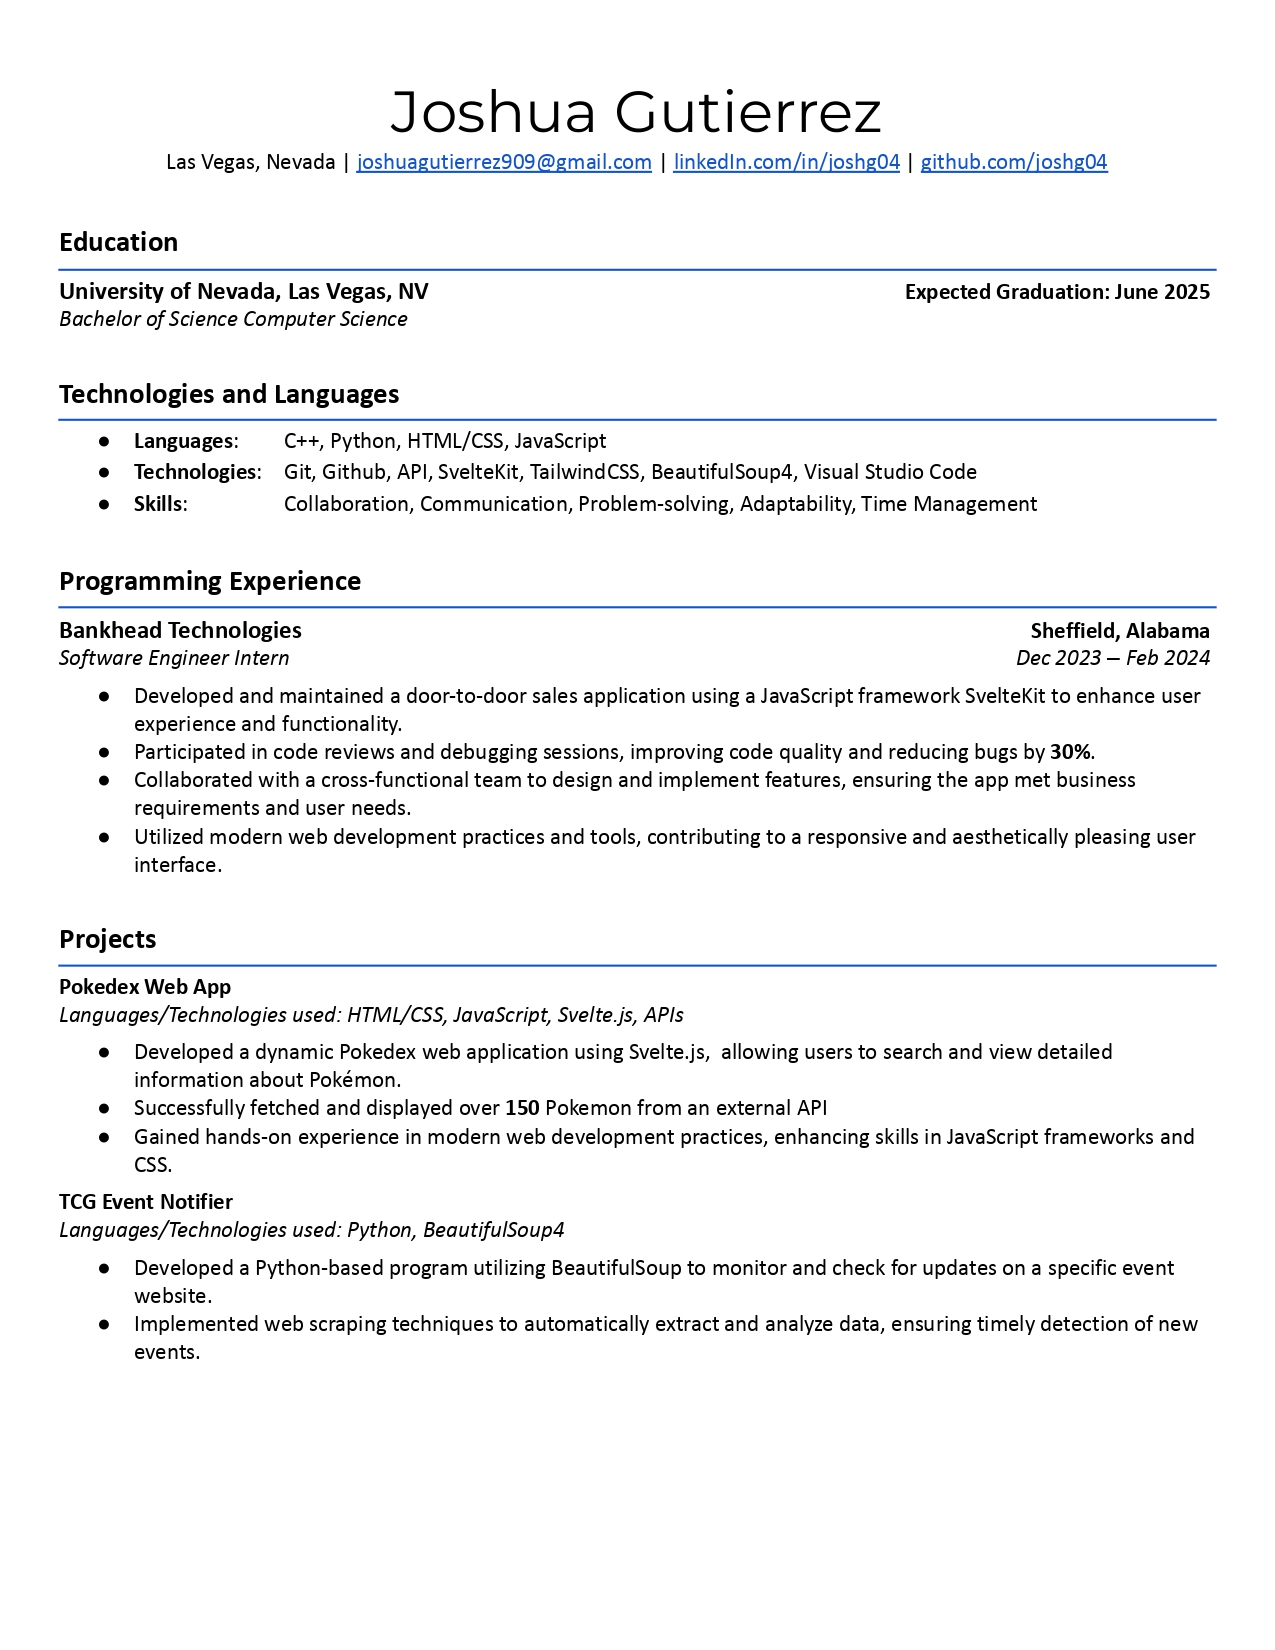 Joshua Gutierrez
Las Vegas, Nevada | joshuagutierrez909@gmail.com | linkedIn.com/in/joshg04 | github.com/joshg04
Education
University of Nevada, Las Vegas, NV Expected Graduation: June 2025
Bachelor of Science Computer Science
Technologies and Languages
● Languages: C++, Python, HTML/CSS, JavaScript
● Technologies: Git, Github, API, SvelteKit, TailwindCSS, BeautifulSoup4, Visual Studio Code
● Skills: Collaboration, Communication, Problem-solving, Adaptability, Time Management
Programming Experience
Bankhead Technologies Sheffield, Alabama
Software Engineer Intern Dec 2023 – Feb 2024
● Developed and maintained a door-to-door sales application using a JavaScript framework SvelteKit to enhance user
experience and functionality.
● Participated in code reviews and debugging sessions, improving code quality and reducing bugs by 30%.
● Collaborated with a cross-functional team to design and implement features, ensuring the app met business
requirements and user needs.
● Utilized modern web development practices and tools, contributing to a responsive and aesthetically pleasing user
interface.
Projects
Pokedex Web App
Languages/Technologies used: HTML/CSS, JavaScript, Svelte.js, APIs
● Developed a dynamic Pokedex web application using Svelte.js,  allowing users to search and view detailed
information about Pokémon.
● Successfully fetched and displayed over 150 Pokemon from an external API
● Gained hands-on experience in modern web development practices, enhancing skills in JavaScript frameworks and
CSS.
TCG Event Notifier
Languages/Technologies used: Python, BeautifulSoup4
● Developed a Python-based program utilizing BeautifulSoup to monitor and check for updates on a specific event
website.
● Implemented web scraping techniques to automatically extract and analyze data, ensuring timely detection of new
events.